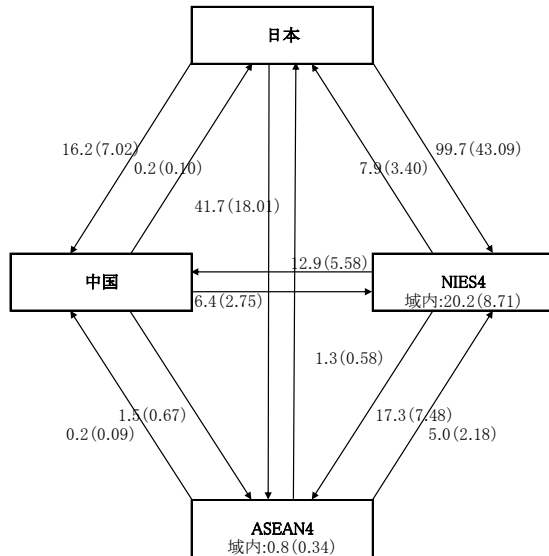 日本
16.2(7.02)
99.7(43.09)
0.2(0.10)
7.9(3.40)
41.7(18.01)
12.9(5.58)
中国
NIES4
6.4(2.75)
域内:20.2(8.71)
1.3(0.58)
1.5(0.67)
17.3(7.48)
0.2(0.09)
5.0(2.18)
ASEAN4
域内:0.8(0.34)